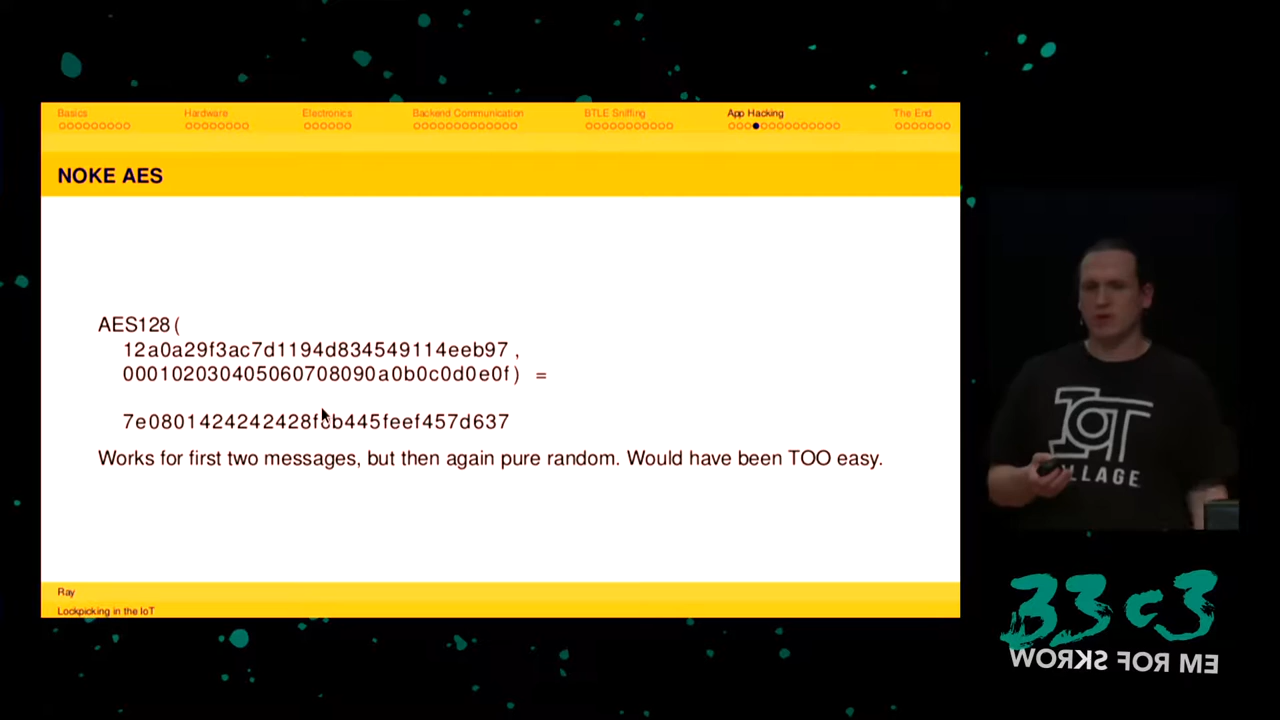 Basics Hardware Electronics Backend Communication BTLE Sniffing App Hacking The End
NOKE AES
AES128(
12a0a29f3ac7d1194d834549114eeb97 ,
000102030405060708090a0b0c0d0e0f) =
Works for first two messages, but then again pure random. Would have been TOO easy.
Ray
Lockpicking in the IoT
IoT
VILLAGE
33c3
WORKS FOR ME